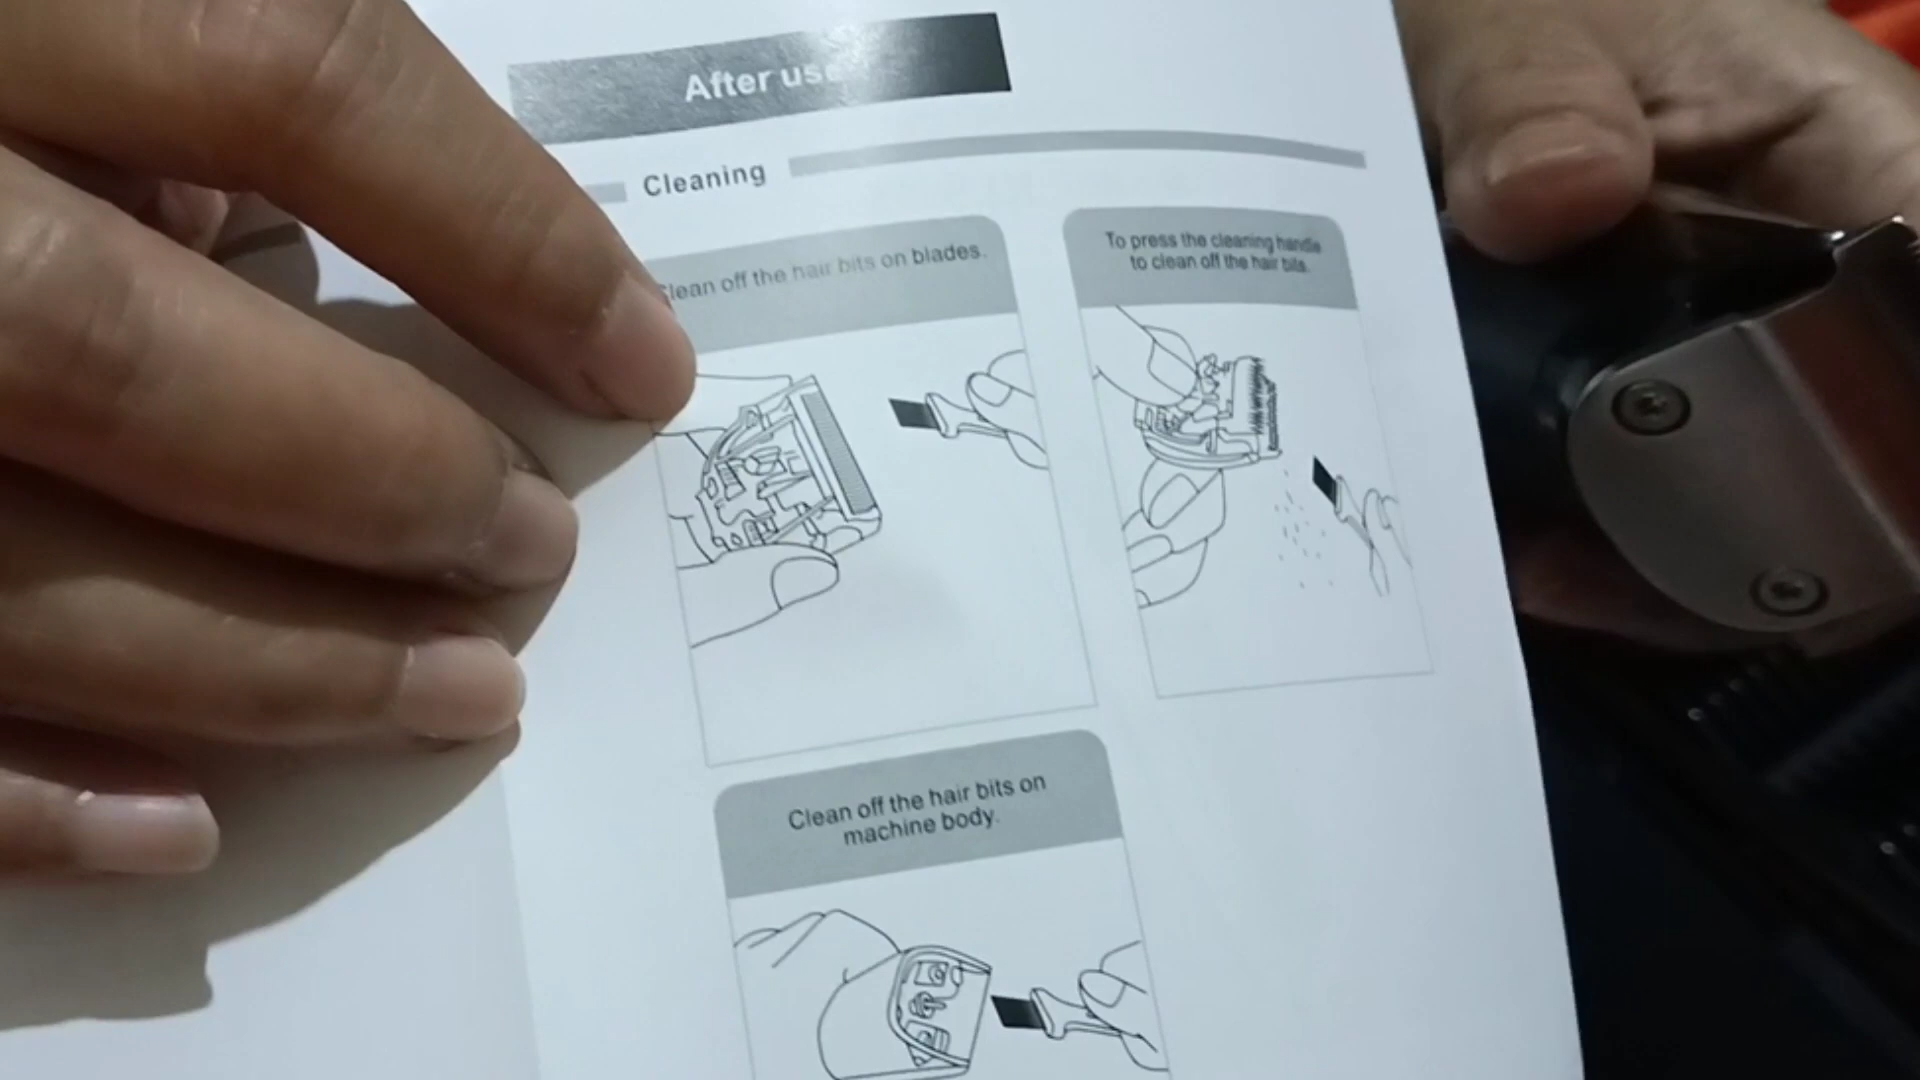 After use
Cleaning
Clean off the hair bits on blades.
To press the cleaning handle
to clean off the hair bits.
Clean off the hair bits on
machine body.